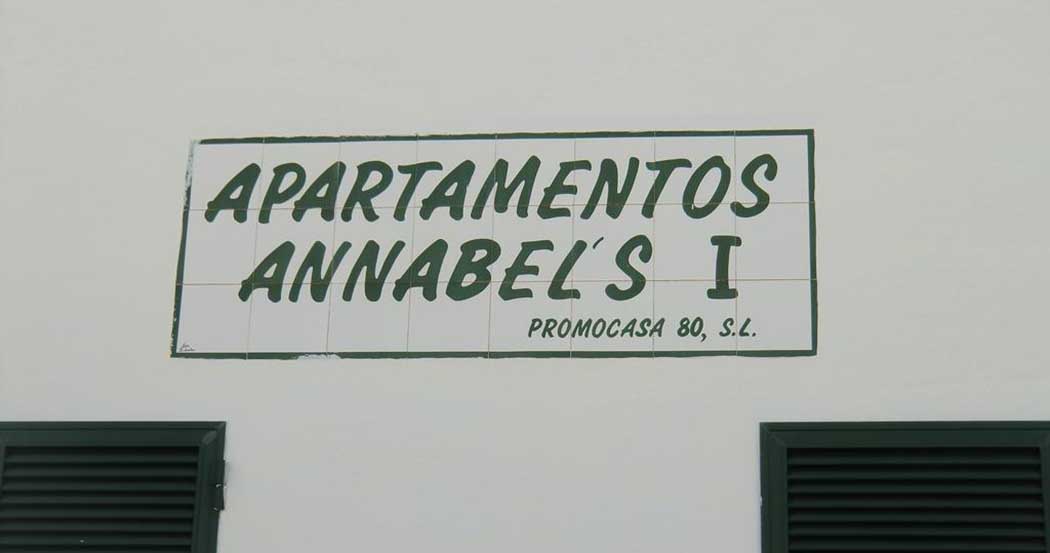 APARTAMENTOS
ANNABEL'S I
PROMOCASA 80, S.L.